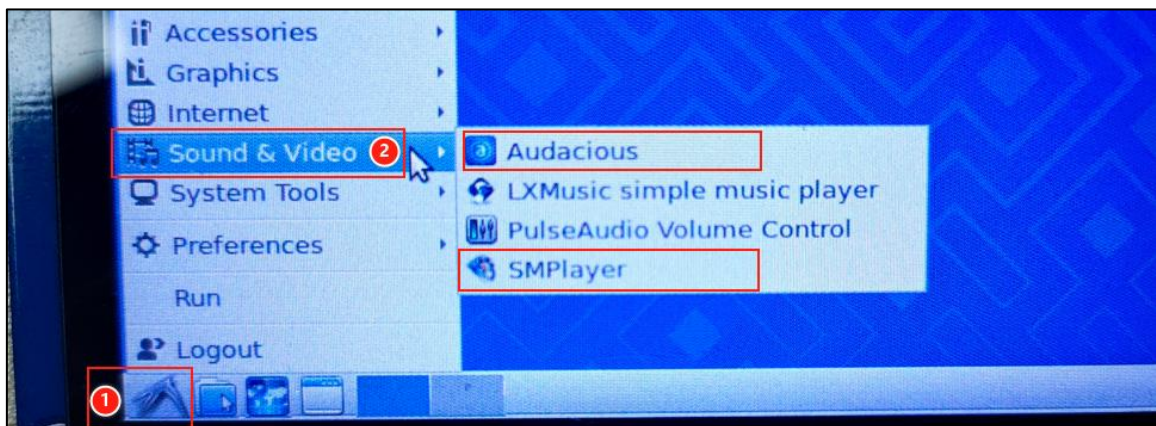 Accessories
Graphics
Internet
Sound & Video 2
System Tools
Preferences
Run
Logout
Audacious
LXMusic simple music player
PulseAudio Volume Control
SMPlayer
1